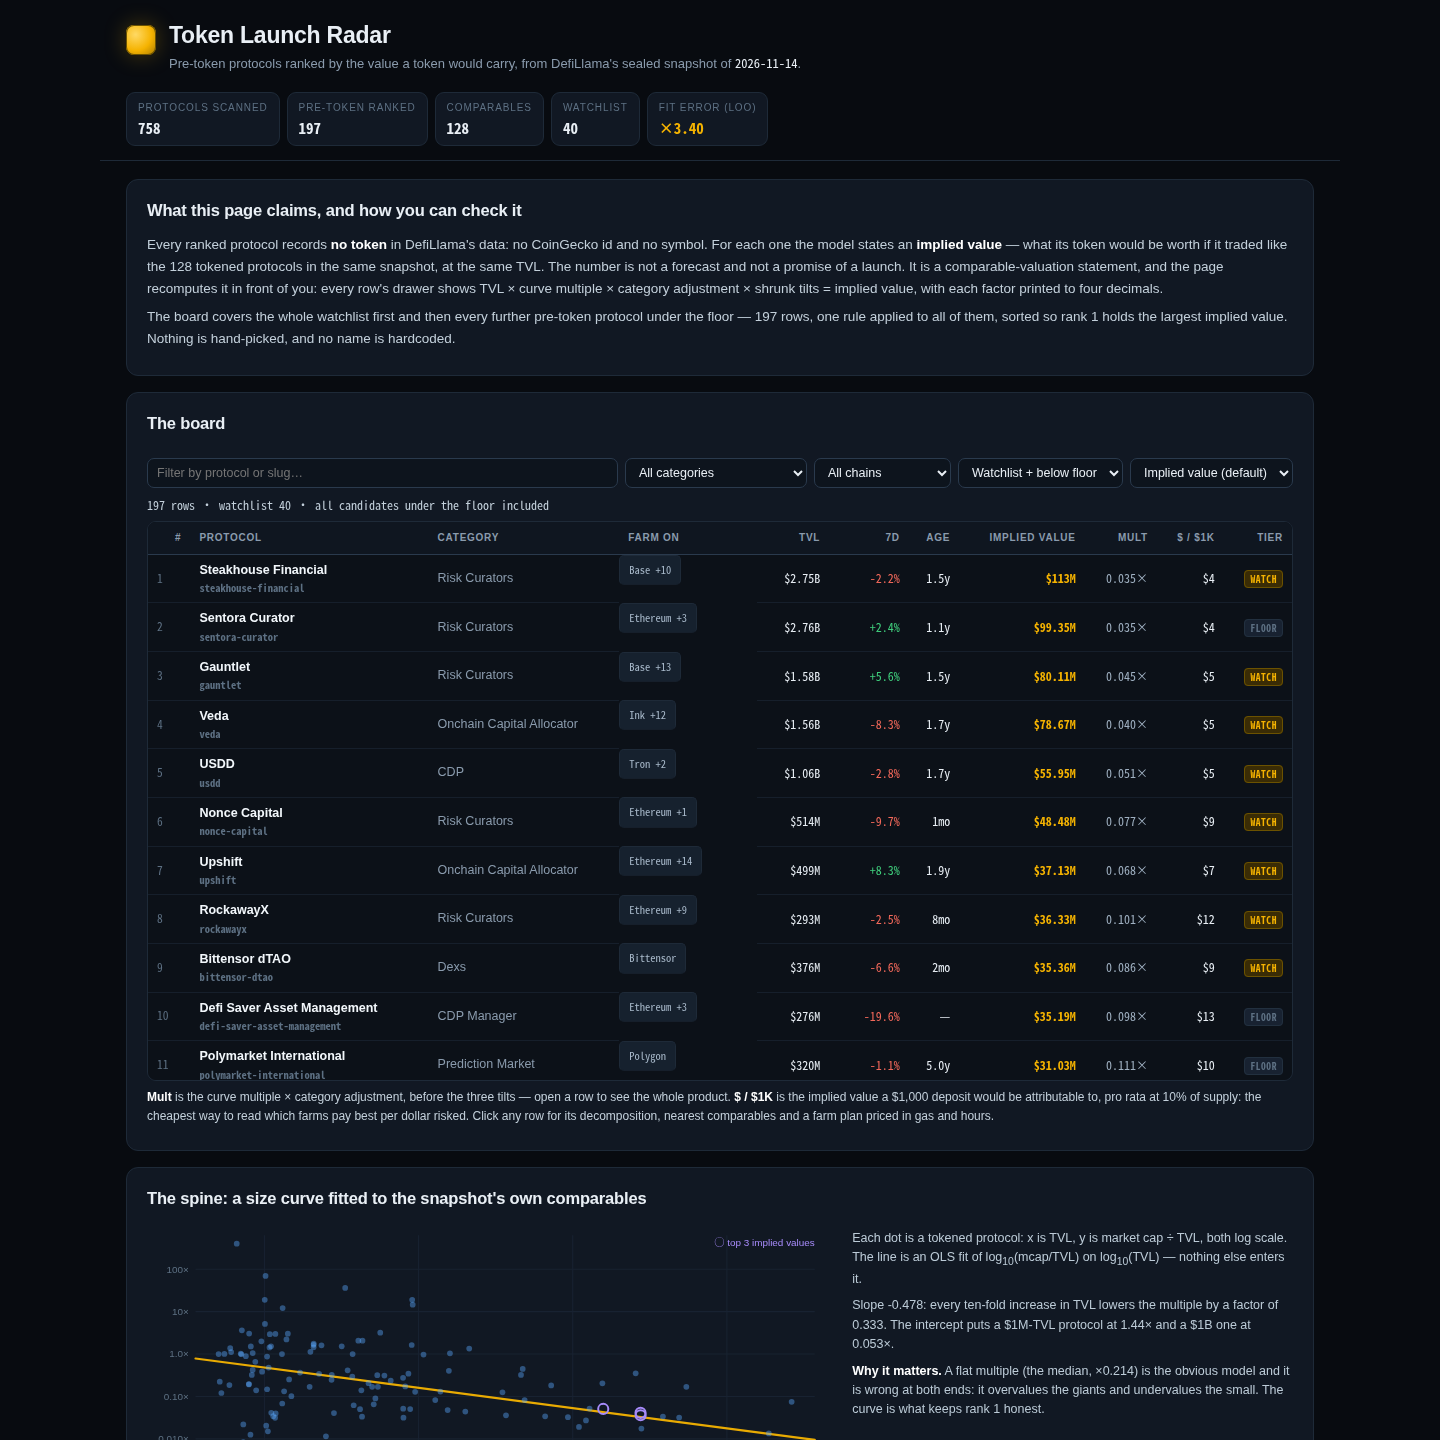 Token Launch Radar
Pre-token protocols ranked by the value a token would carry, from DefiLlama's sealed snapshot of 2026-11-14.
PROTOCOLS SCANNED
758
PRE-TOKEN RANKED
197
COMPARABLES
128
WATCHLIST
40
FIT ERROR (LOO)
×3.40
What this page claims, and how you can check it
Every ranked protocol records no token in DefiLlama's data: no CoinGecko id and no symbol. For each one the model states an implied value — what its token would be worth if it traded like
the 128 tokened protocols in the same snapshot, at the same TVL. The number is not a forecast and not a promise of a launch. It is a comparable-valuation statement, and the page
recomputes it in front of you: every row's drawer shows TVL × curve multiple × category adjustment × shrunk tilts = implied value, with each factor printed to four decimals.
The board covers the whole watchlist first and then every further pre-token protocol under the floor — 197 rows, one rule applied to all of them, sorted so rank 1 holds the largest implied value.
Nothing is hand-picked, and no name is hardcoded.
The board
Filter by protocol or slug… All categories All chains Watchlist + below floor Implied value (default)
197 rows · watchlist 40 · all candidates under the floor included
# PROTOCOL CATEGORY FARM ON TVL 7D AGE IMPLIED VALUE MULT $ / $1K TIER
1 Steakhouse Financial Risk Curators Base +10 $2.75B -2.2% 1.5y $113M 0.035× $4 WATCH
steakhouse-financial
2 Sentora Curator Risk Curators Ethereum +3 $2.76B +2.4% 1.1y $99.35M 0.035× $4 FLOOR
sentora-curator
3 Gauntlet Risk Curators Base +13 $1.58B +5.6% 1.5y $80.11M 0.045× $5 WATCH
gauntlet
4 Veda Onchain Capital Allocator Ink +12 $1.56B -8.3% 1.7y $78.67M 0.040× $5 WATCH
veda
5 USDD CDP Tron +2 $1.06B -2.8% 1.7y $55.95M 0.051× $5 WATCH
usdd
6 Nonce Capital Risk Curators Ethereum +1 $514M -9.7% 1mo $48.48M 0.077× $9 WATCH
nonce-capital
7 Upshift Onchain Capital Allocator Ethereum +14 $499M +8.3% 1.9y $37.13M 0.068× $7 WATCH
upshift
8 RockawayX Risk Curators Ethereum +9 $293M -2.5% 8mo $36.33M 0.101× $12 WATCH
rockawayx
9 Bittensor dTAO Dexs Bittensor $376M -6.6% 2mo $35.36M 0.086× $9 WATCH
bittensor-dtao
10 Defi Saver Asset Management CDP Manager Ethereum +3 $276M -19.6% — $35.19M 0.098× $13 FLOOR
defi-saver-asset-management
11 Polymarket International Prediction Market Polygon $320M -1.1% 5.0y $31.03M 0.111× $10 FLOOR
polymarket-international
Mult is the curve multiple × category adjustment, before the three tilts — open a row to see the whole product. $ / $1K is the implied value a $1,000 deposit would be attributable to, pro rata at 10% of supply: the
cheapest way to read which farms pay best per dollar risked. Click any row for its decomposition, nearest comparables and a farm plan priced in gas and hours.
The spine: a size curve fitted to the snapshot's own comparables
top 3 implied values
100×
10×
1.0×
0.10×
0.010×
Each dot is a tokened protocol: x is TVL, y is market cap ÷ TVL, both log scale.
The line is an OLS fit of log10(mcap/TVL) on log10(TVL) — nothing else enters
it.
Slope -0.478: every ten-fold increase in TVL lowers the multiple by a factor of
0.333. The intercept puts a $1M-TVL protocol at 1.44× and a $1B one at
0.053×.
Why it matters. A flat multiple (the median, ×0.214) is the obvious model and it
is wrong at both ends: it overvalues the giants and undervalues the small. The
curve is what keeps rank 1 honest.